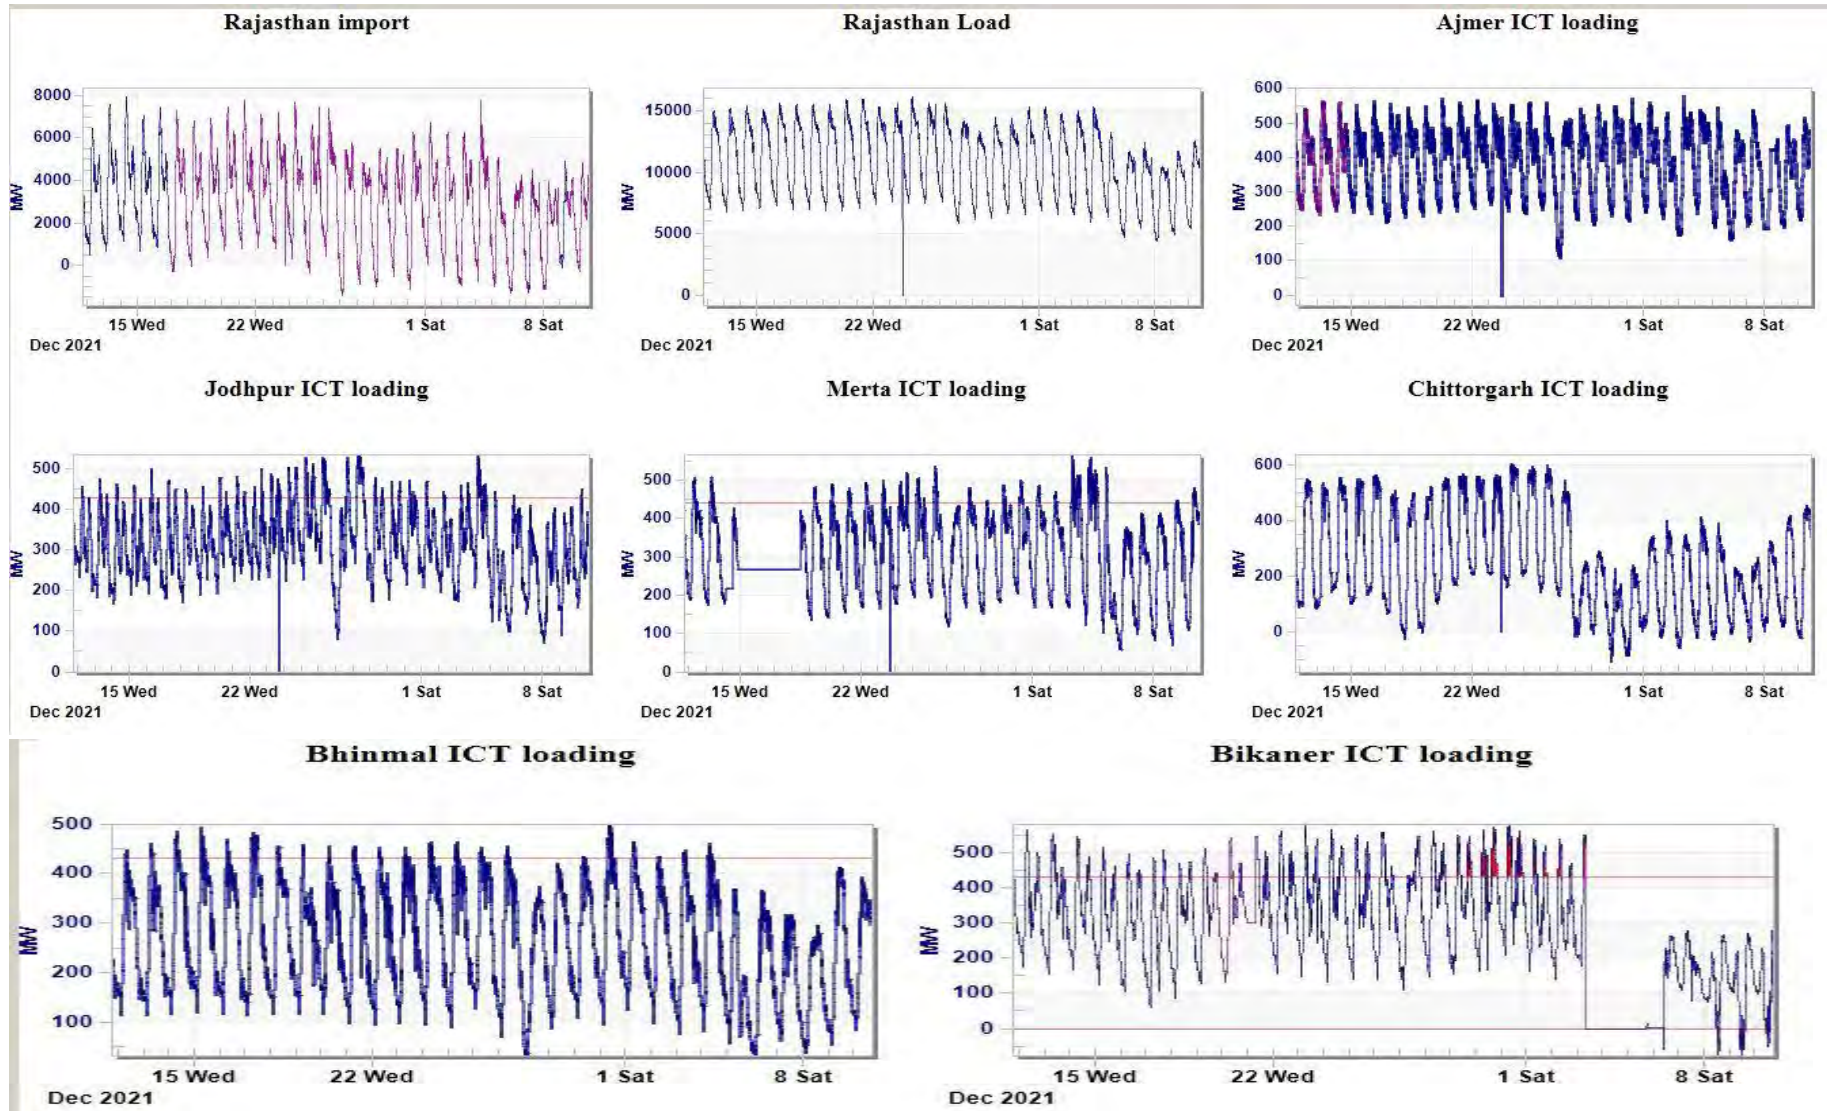 Rajasthan import
8000
6000
4000
2000
0
MW
15 Wed 22 Wed 1 Sat 8 Sat
Dec 2021
Rajasthan Load
15000
10000
5000
0
MW
15 Wed 22 Wed 1 Sat 8 Sat
Dec 2021
Ajmer ICT loading
600
500
400
300
200
100
0
MW
15 Wed 22 Wed 1 Sat 8 Sat
Dec 2021
Jodhpur ICT loading
500
400
300
200
100
0
MW
15 Wed 22 Wed 1 Sat 8 Sat
Dec 2021
Merta ICT loading
500
400
300
200
100
0
MW
15 Wed 22 Wed 1 Sat 8 Sat
Dec 2021
Chittorgarh ICT loading
600
400
200
0
MW
15 Wed 22 Wed 1 Sat 8 Sat
Dec 2021
Bhinmal ICT loading
500
400
300
200
100
MW
15 Wed 22 Wed 1 Sat 8 Sat
Dec 2021
Bikaner ICT loading
500
400
300
200
100
0
MW
15 Wed 22 Wed 1 Sat 8 Sat
Dec 2021